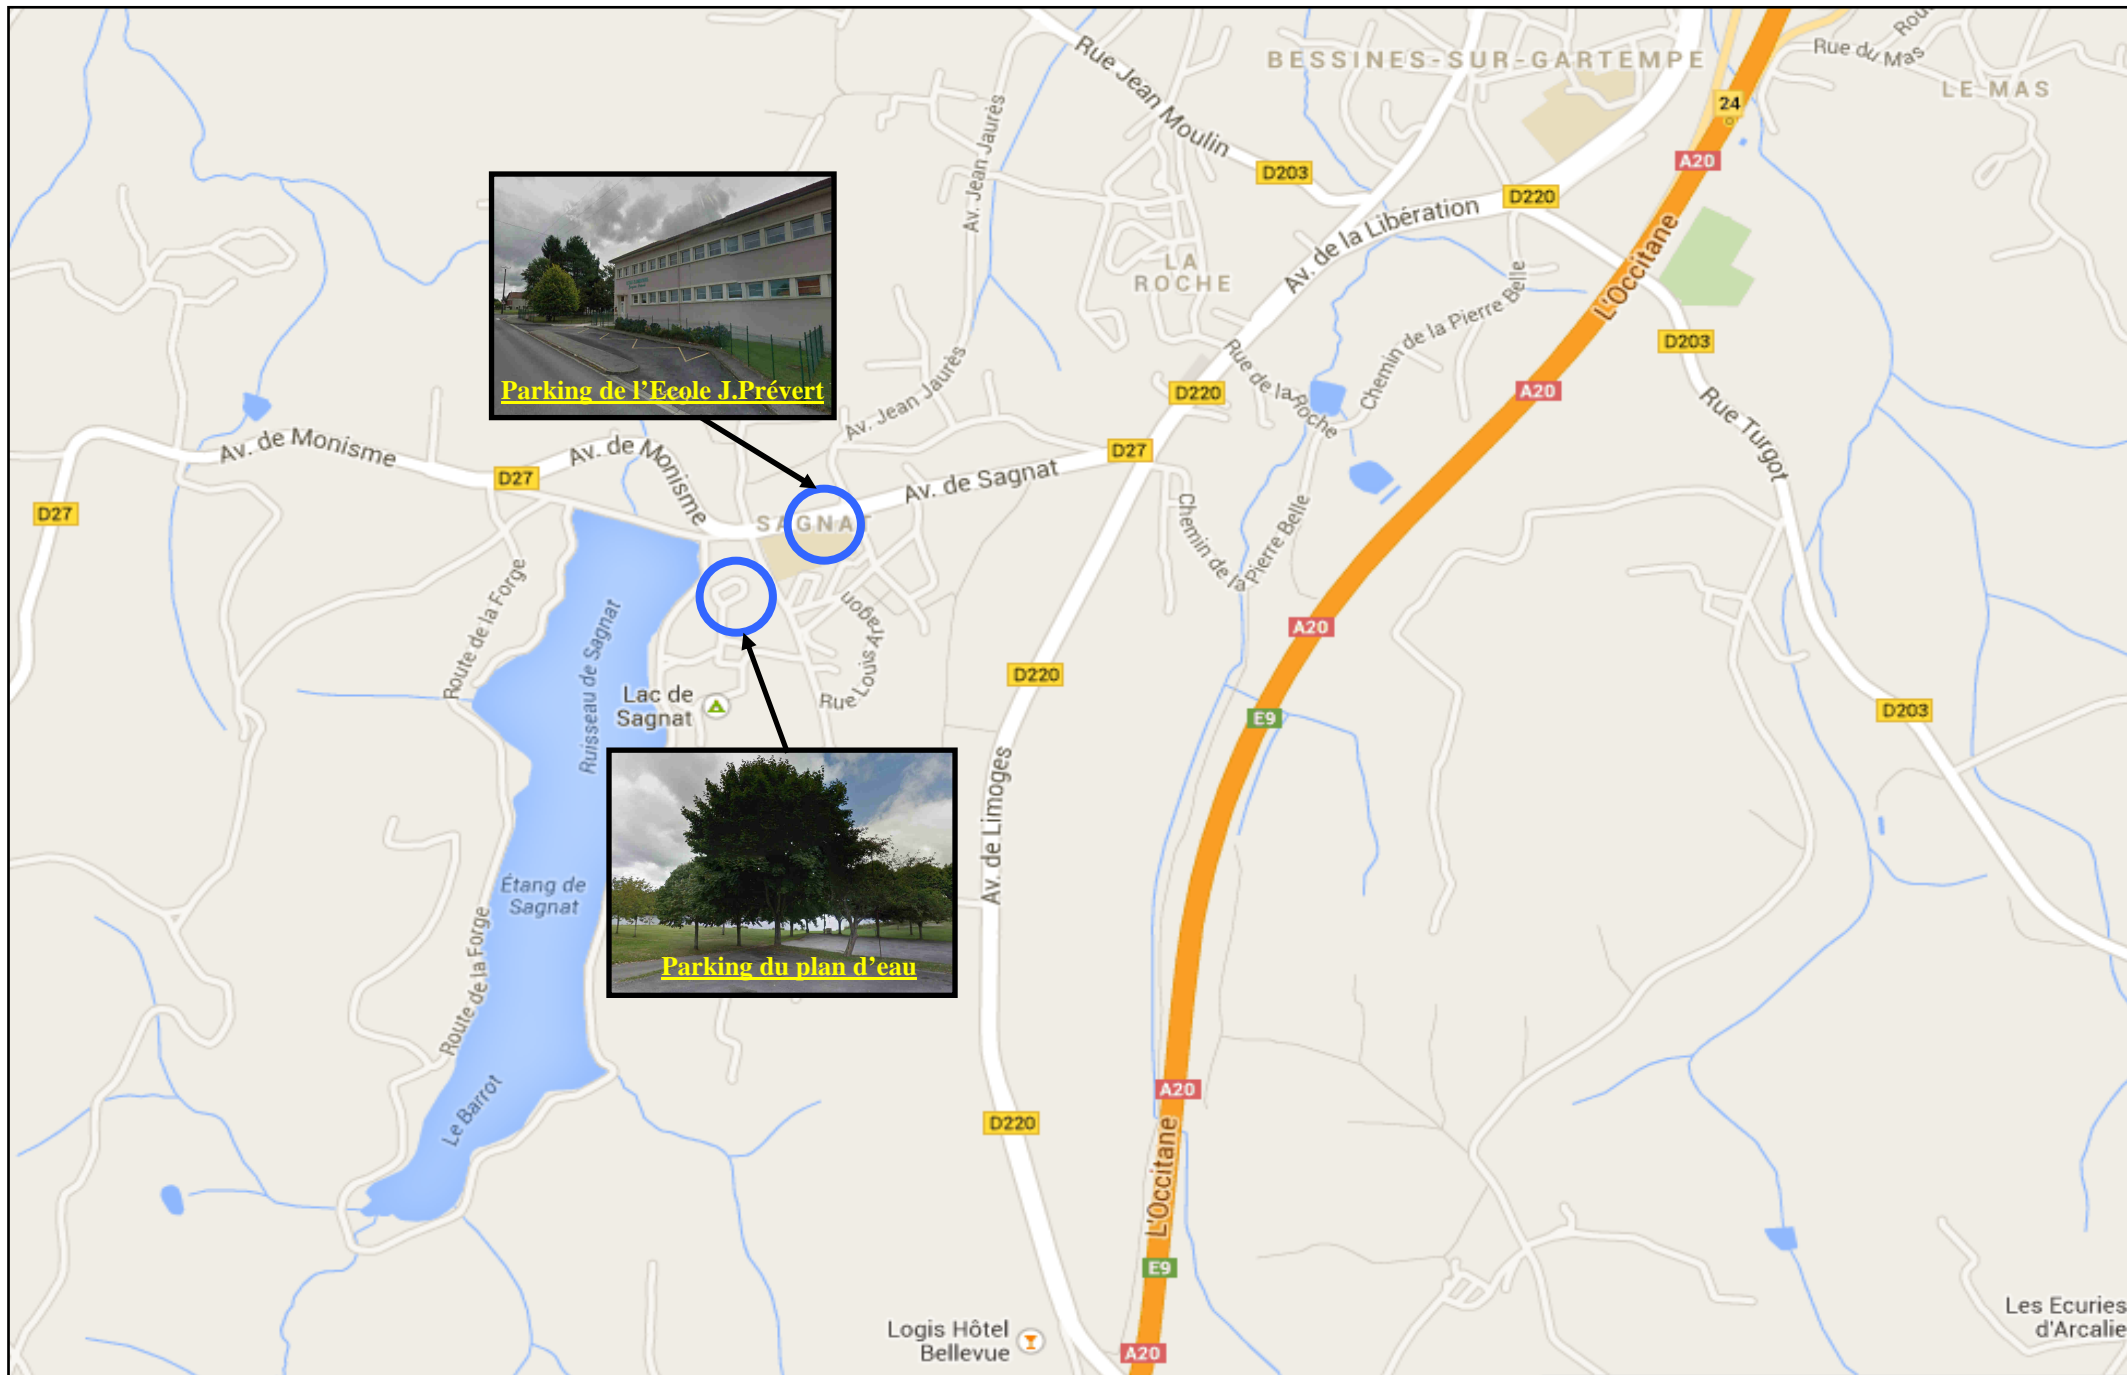 BESSINES-SUR-GARTEMPE
Rue du Mas
LE MAS
24
A20
Rue Jean Moulin
D203
D220
Av. de la Libération
Av. Jean Jaurès
LA
ROCHE
L'Occitane
Chemin de la Pierre Belle
D203
Rue de la Roche
D220
A20
Rue Turgot
Parking de l'Ecole J.Prévert
Av. Jean Jaurès
Av. de Monisme
Av. de Monisme
D27
D27
D27
Av. de Sagnat
SAGNAT
Chemin de la Pierre Belle
Route de la Forge
Ruisseau de Sagnat
Rue Louis Aragon
A20
D220
Lac de
Sagnat
E9
D203
Av. de Limoges
Étang de
Sagnat
Parking du plan d'eau
Route de la Forge
Le Barrot
A20
D220
L'Occitane
E9
Logis Hôtel
Bellevue
A20
Les Ecuries
d'Arcalie